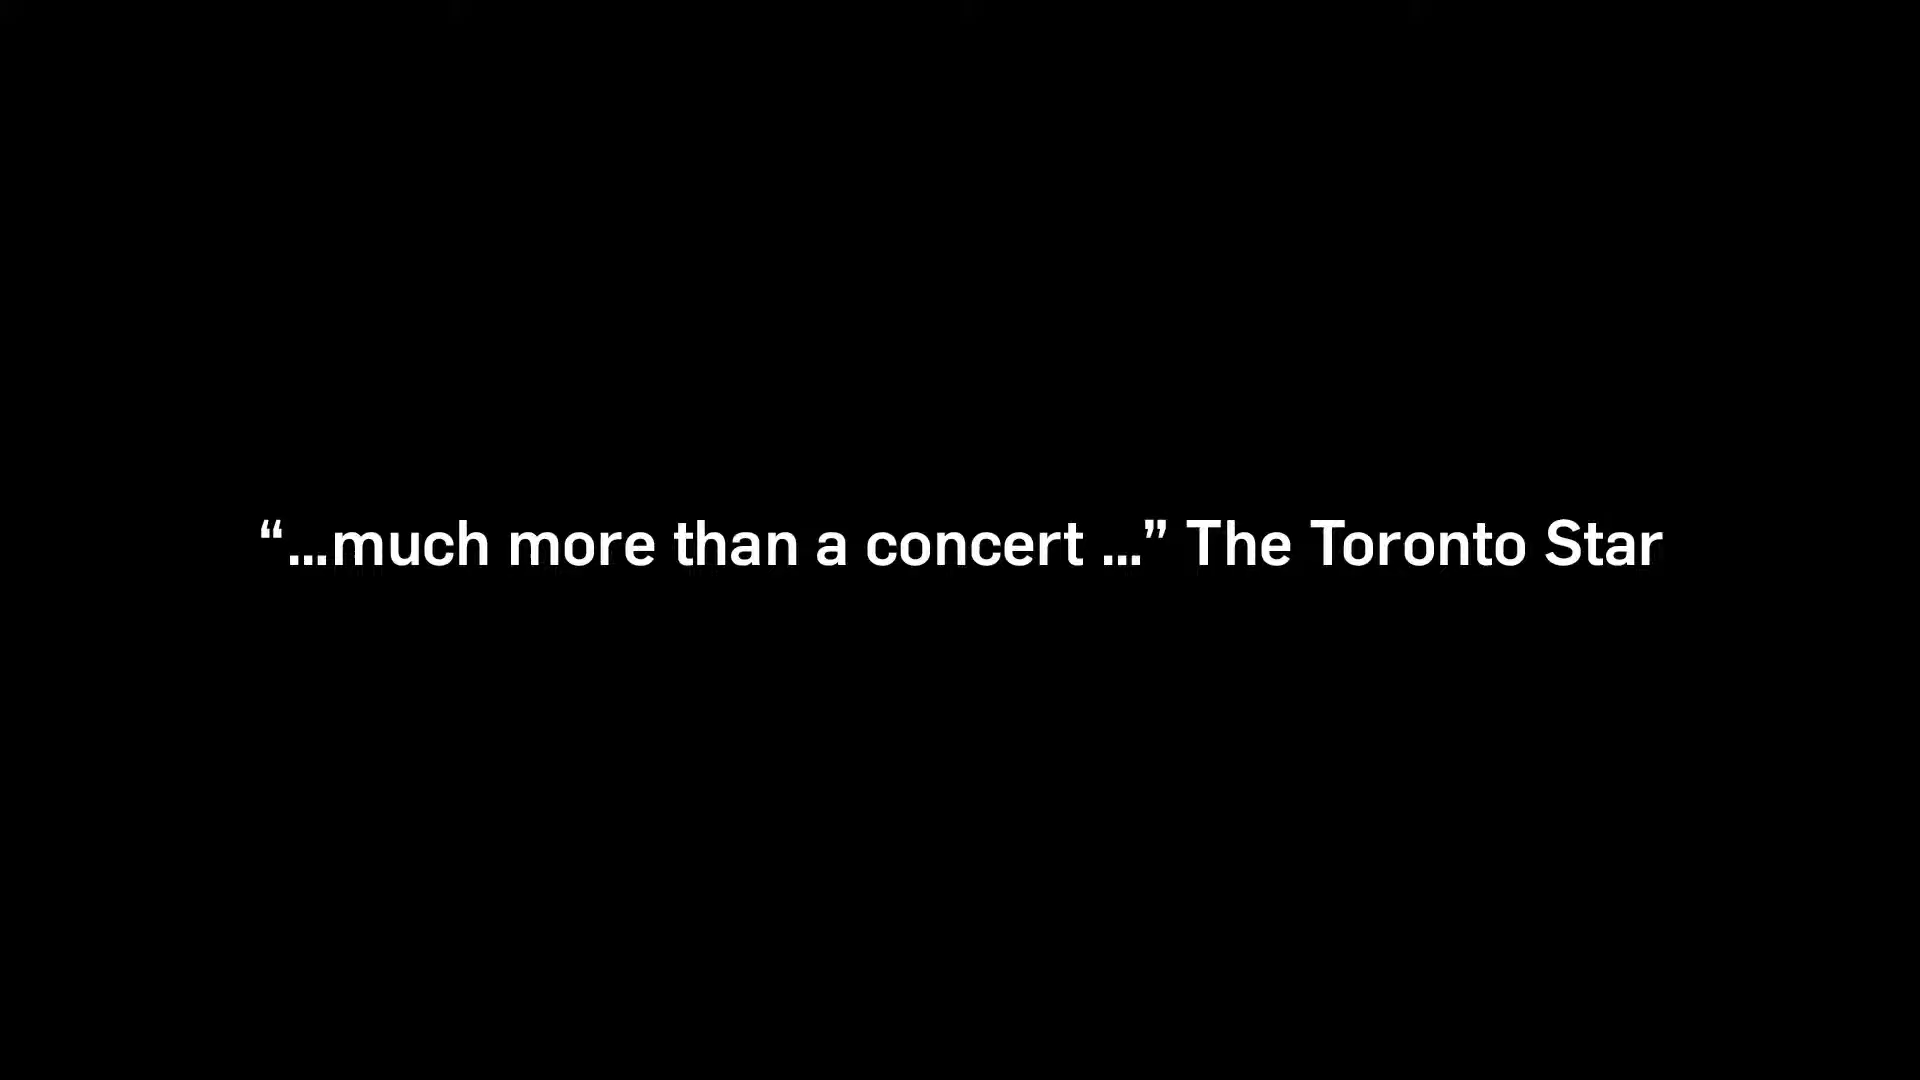 “...much more than a concert ...” The Toronto Star